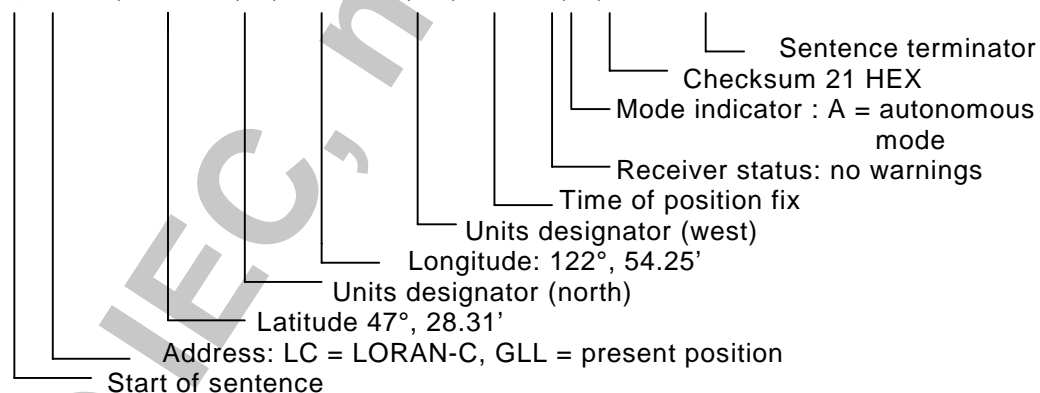 Sentence terminator
Checksum 21 HEX
Mode indicator : A = autonomous
mode
Receiver status: no warnings
Time of position fix
Units designator (west)
Longitude: 122°, 54.25’
Units designator (north)
Latitude 47°, 28.31’
Address: LC = LORAN-C, GLL = present position
Start of sentence
IEC, n